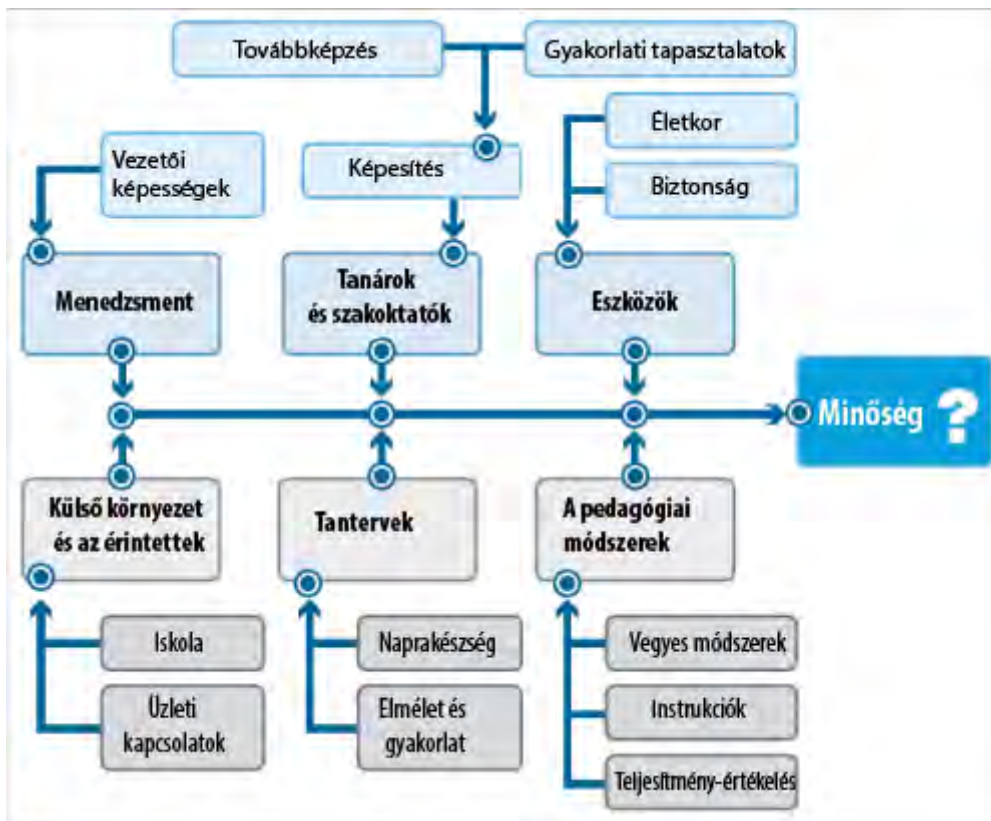 Továbbképzés
Gyakorlati tapasztalatok
Vezetői
képességek
Képesítés
Életkor
Biztonság
Menedzsment
Tanárok
és szakoktatók
Eszközök
Minőség ?
Külső környezet
és az érintettek
Tantervek
A pedagógiai
módszerek
Iskola
Üzleti
kapcsolatok
Naprakészség
Elmélet és
gyakorlat
Vegyes módszerek
Instrukciók
Teljesítmény-értékelés